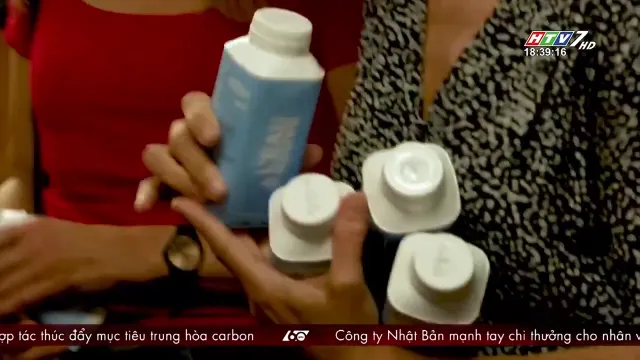 HTV7 HD
18:39:16
ợp tác thúc đẩy mục tiêu trung hòa carbon 60 Công ty Nhật Bản mạnh tay chi thưởng cho nhân v